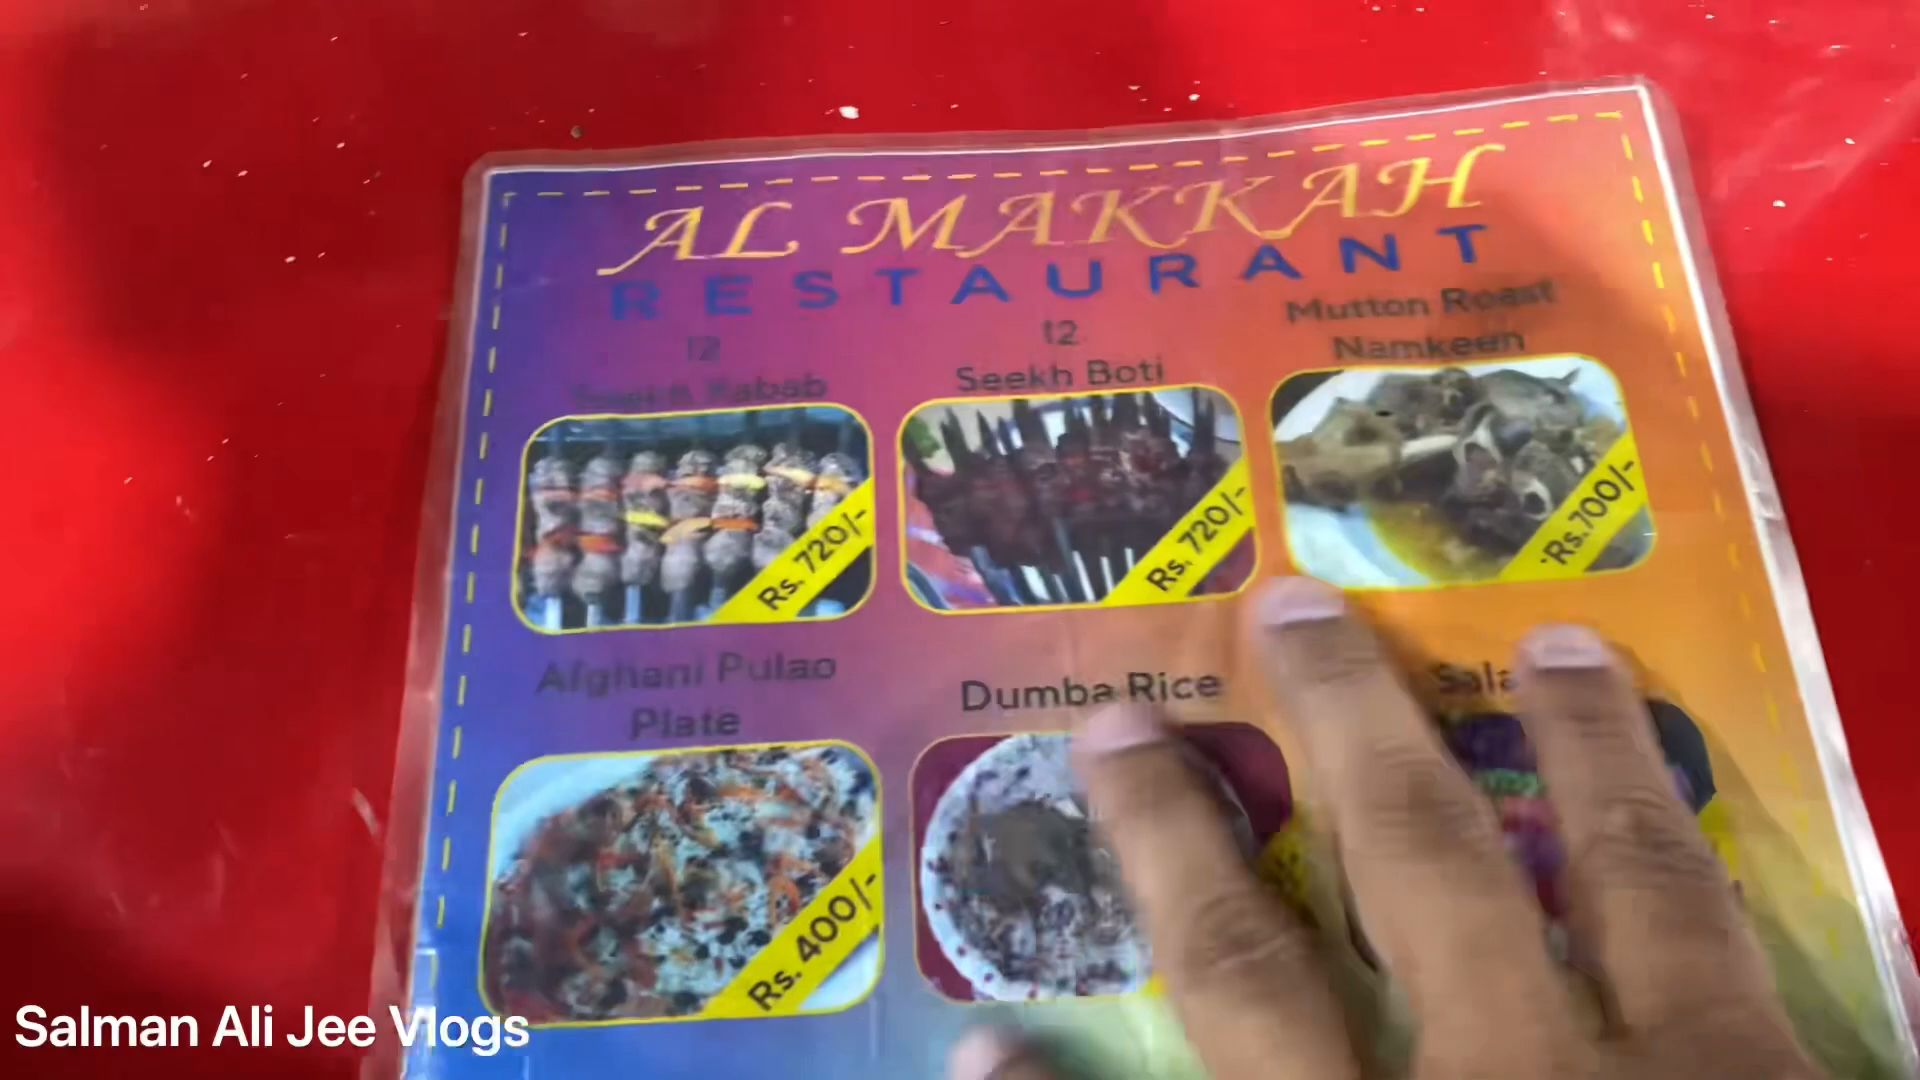 AL MAKKAH
RESTAURANT
12
Seekh Kabab
Rs. 720/-
12
Seekh Boti
Rs. 720/-
Mutton Roast
Namkeen
Rs.700/-
Afghani Pulao
Plate
Rs. 400/-
Dumba Rice
Salman Ali Jee Vlogs